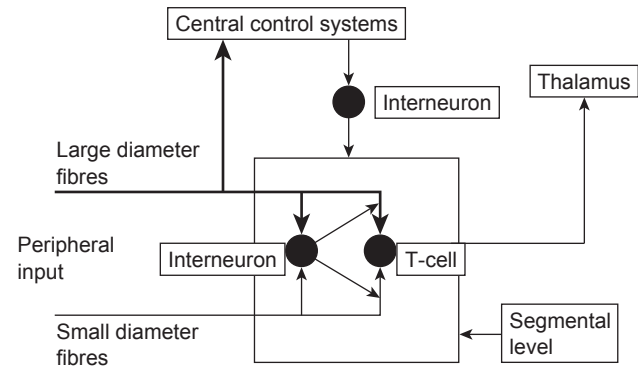 Central control systems
Interneuron
Thalamus
Large diameter
fibres
Peripheral
input
Interneuron
T-cell
Small diameter
fibres
Segmental
level